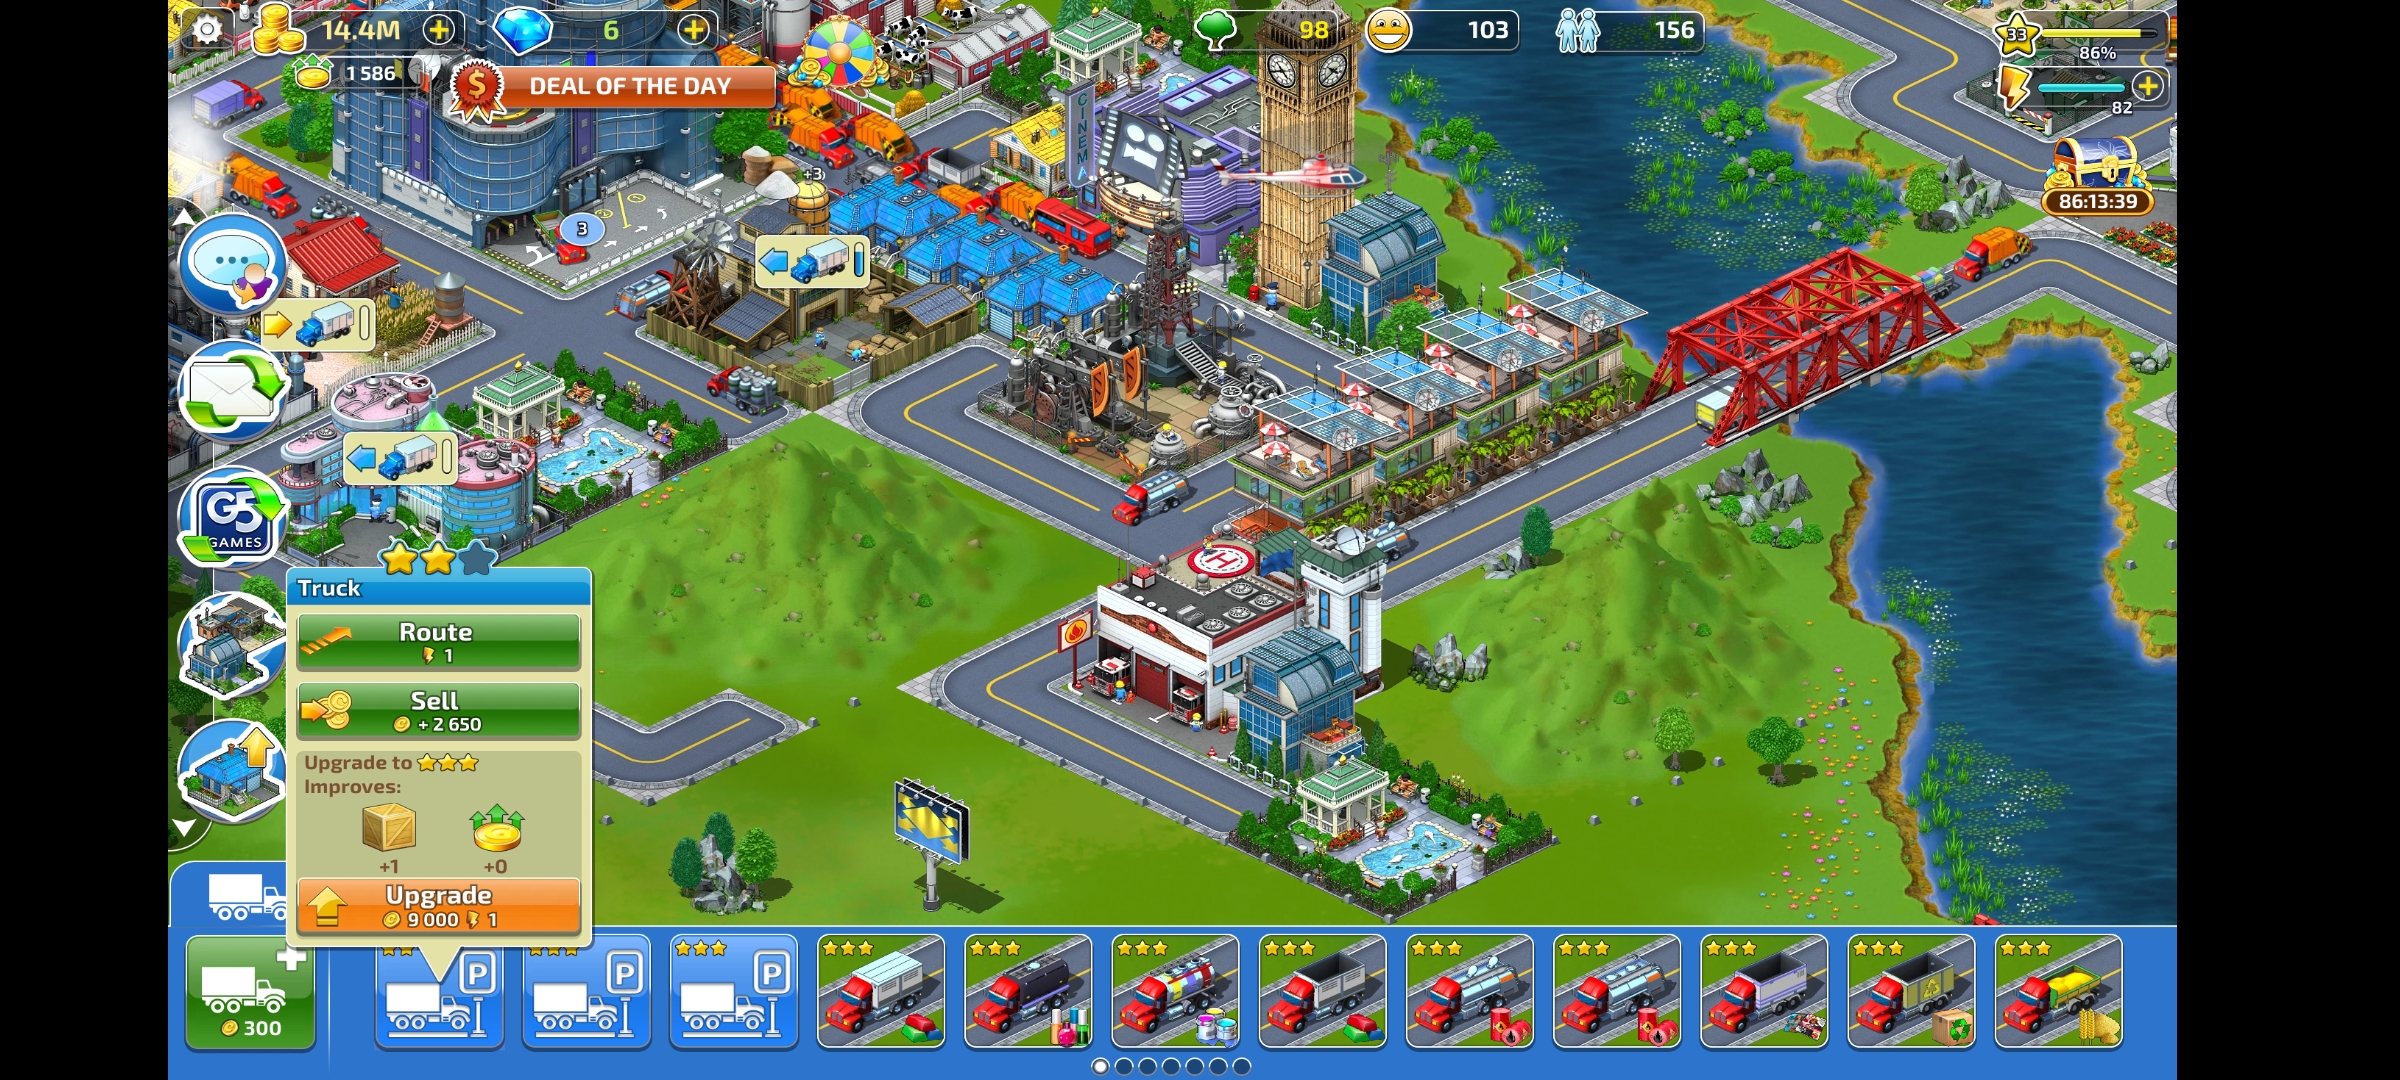 14.4M
6
98
103
156
33
86%
1 586
DEAL OF THE DAY
82
86:13:39
CINEMA
+3
3
G5
GAMES
H
Truck
Route
1
Sell
+ 2 650
Upgrade to
Improves:
+1
+0
Upgrade
9 000 1
300
P
P
P